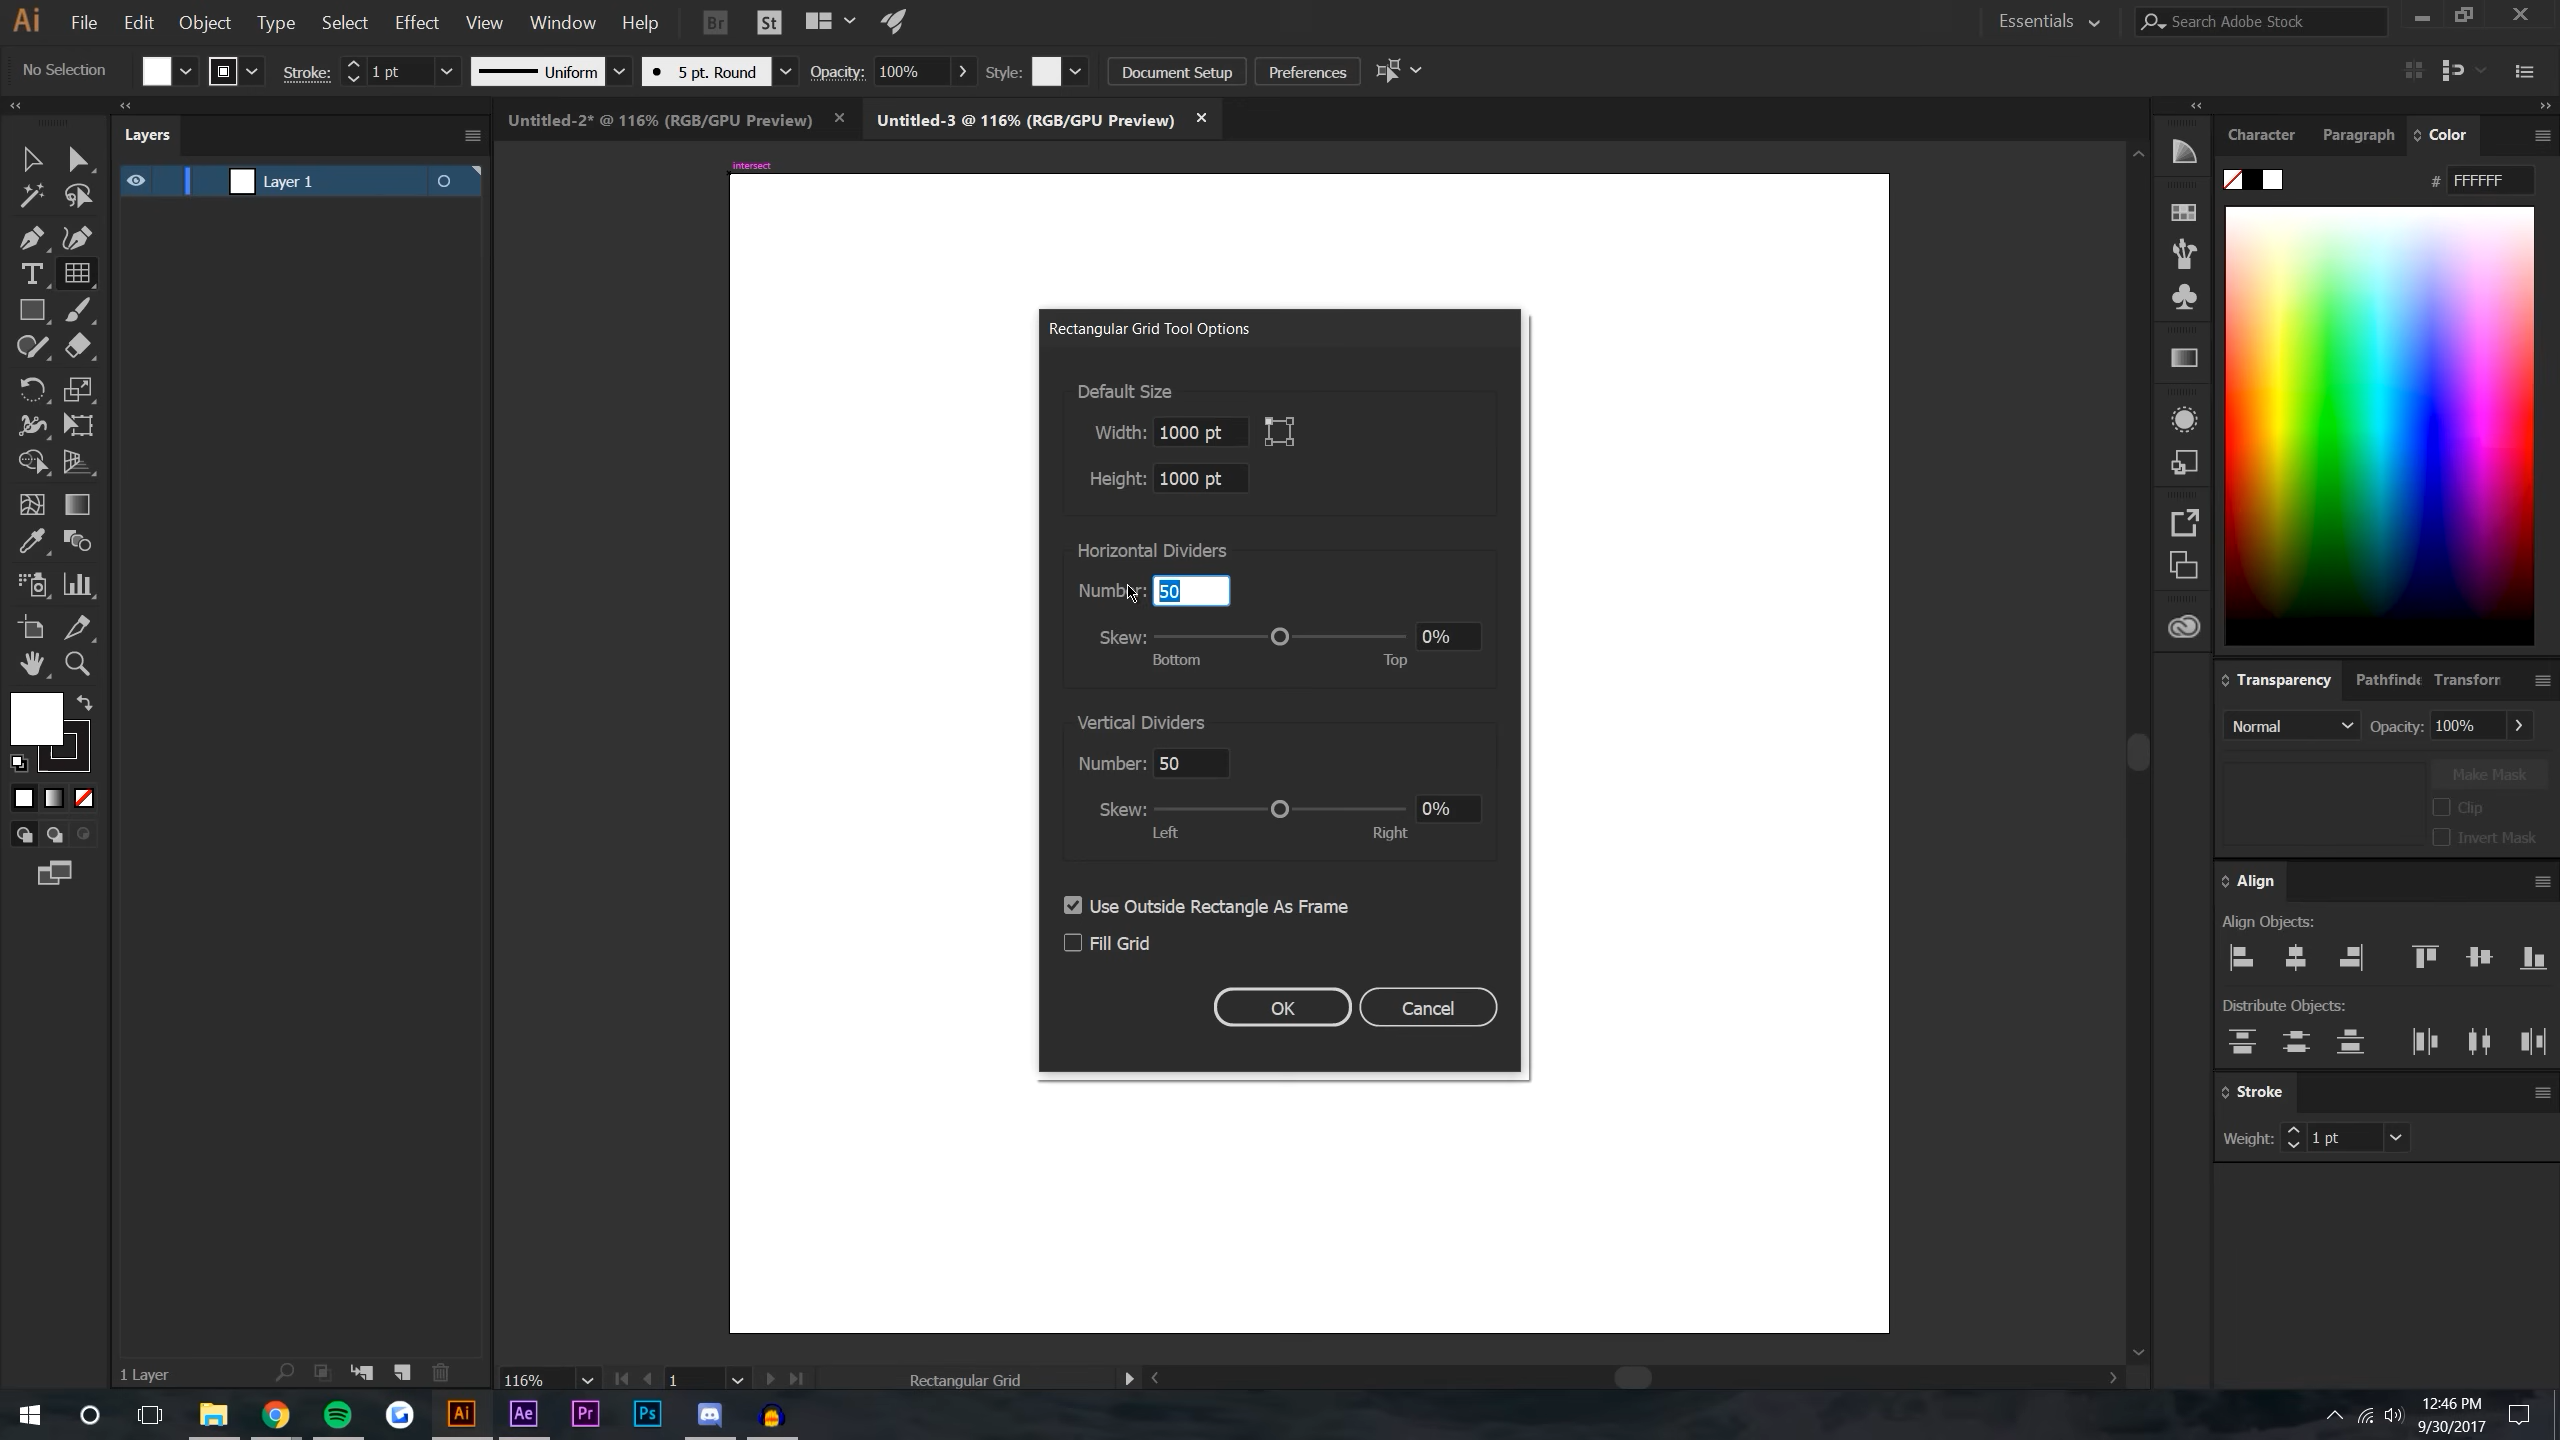 Ai File Edit Object Type Select Effect View Window Help Br St Essentials Search Adobe Stock
No Selection Stroke: 1 pt Uniform 5 pt. Round Opacity: 100% Style: Document Setup Preferences
Layers
Untitled-2* @ 116% (RGB/GPU Preview) Untitled-3 @ 116% (RGB/GPU Preview)
Layer 1
intersect
Rectangular Grid Tool Options
Default Size
Width: 1000 pt
Height: 1000 pt
Horizontal Dividers
Number: 50
Skew: 0%
Bottom Top
Vertical Dividers
Number: 50
Skew: 0%
Left Right
Use Outside Rectangle As Frame
Fill Grid
OK Cancel
Character Paragraph Color
# FFFFFF
Transparency Pathfinde Transforr
Normal Opacity: 100%
Make Mask
Clip
Invert Mask
Align
Align Objects:
Distribute Objects:
Stroke
Weight: 1 pt
1 Layer
116% 1 Rectangular Grid
Ai Ae Pr Ps
12:46 PM
9/30/2017